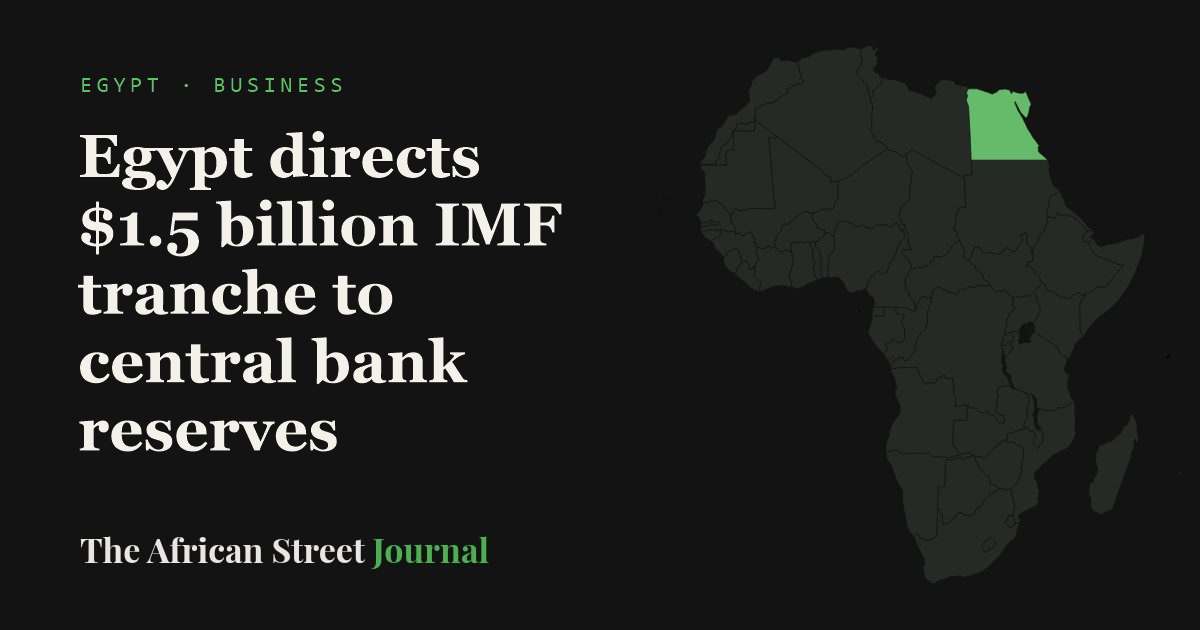 EGYPT · BUSINESS
Egypt directs
$1.5 billion IMF
tranche to
central bank
reserves
The African Street Journal